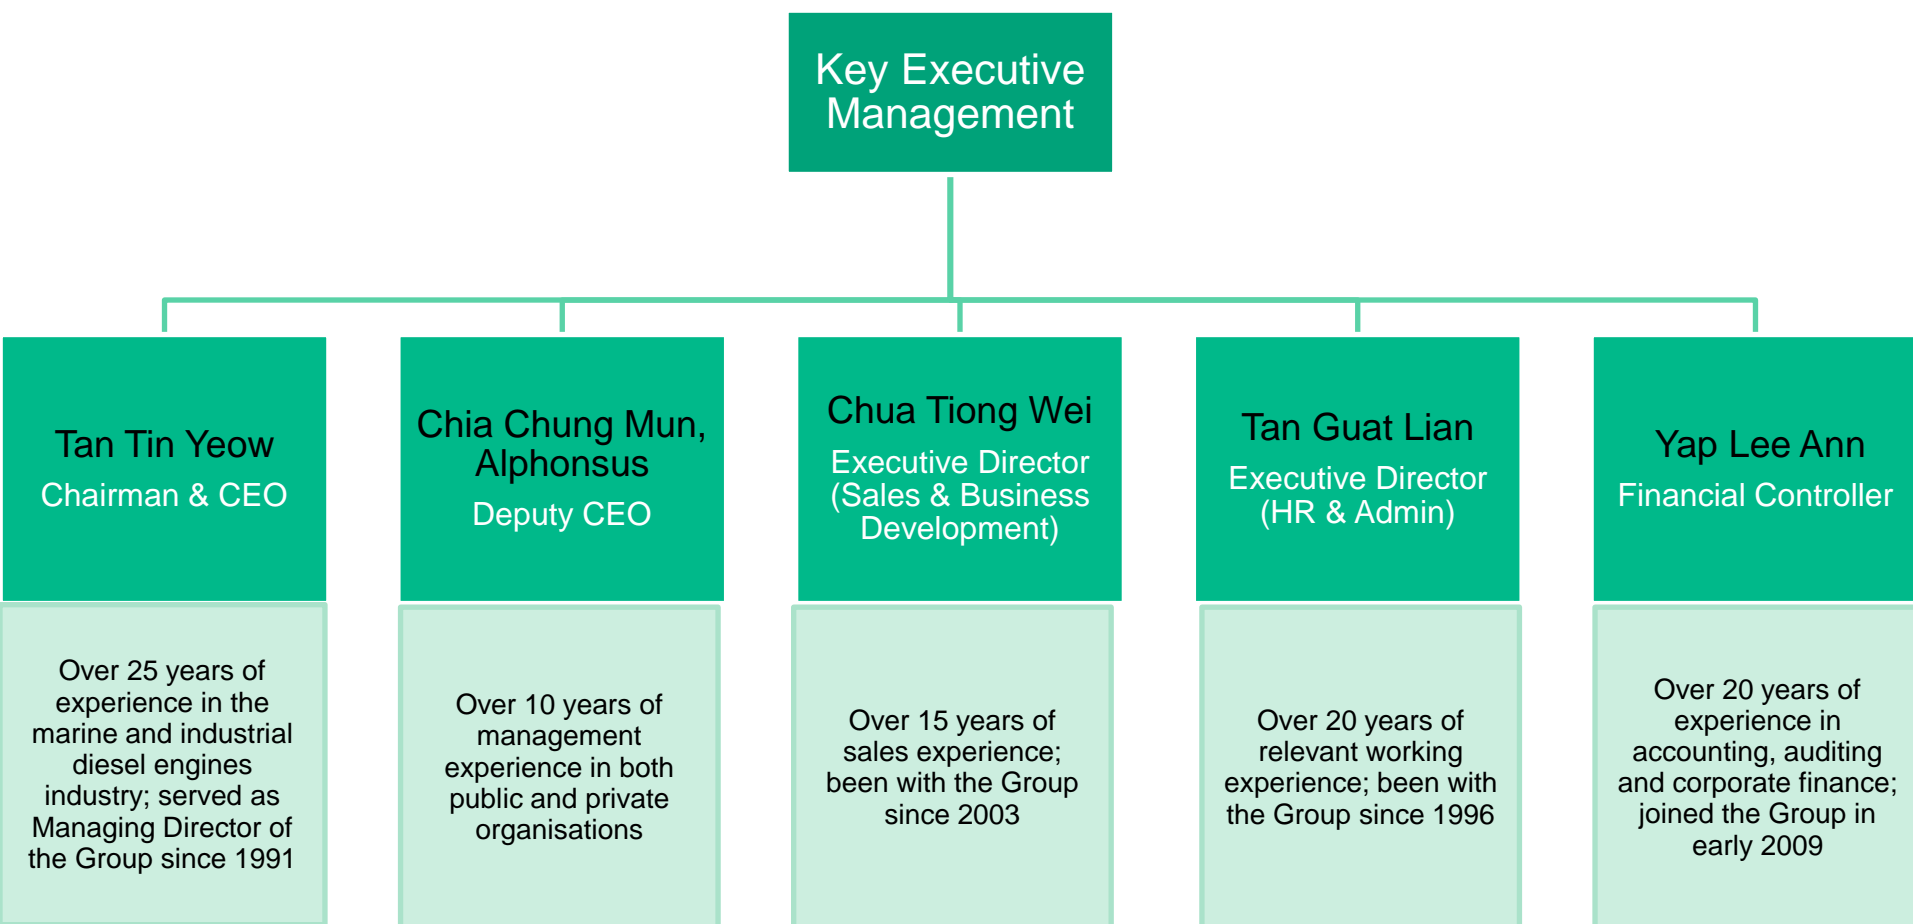 Key Executive
Management
Tan Tin Yeow
Chairman & CEO
Over 25 years of
experience in the
marine and industrial
diesel engines
industry; served as
Managing Director of
the Group since 1991
Chia Chung Mun,
Alphonsus
Deputy CEO
Over 10 years of
management
experience in both
public and private
organisations
Chua Tiong Wei
Executive Director
(Sales & Business
Development)
Over 15 years of
sales experience;
been with the Group
since 2003
Tan Guat Lian
Executive Director
(HR & Admin)
Over 20 years of
relevant working
experience; been with
the Group since 1996
Yap Lee Ann
Financial Controller
Over 20 years of
experience in
accounting, auditing
and corporate finance;
joined the Group in
early 2009